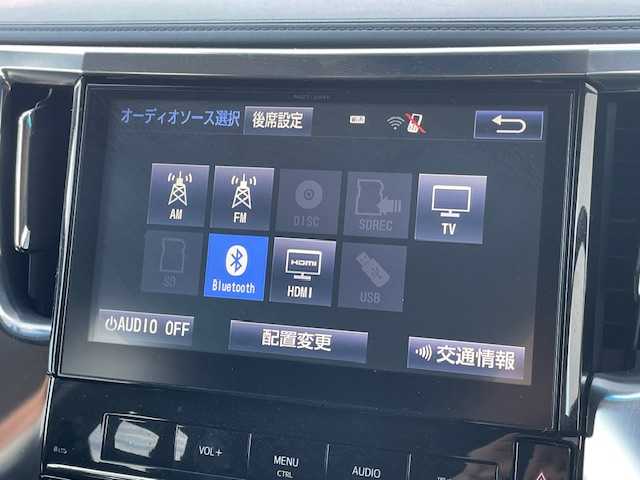 オーディオソース選択 後席設定
AM FM DISC SDREC TV
SD Bluetooth HDMI USB
AUDIO OFF 配置変更 交通情報
VOL+ MENU CTRL AUDIO